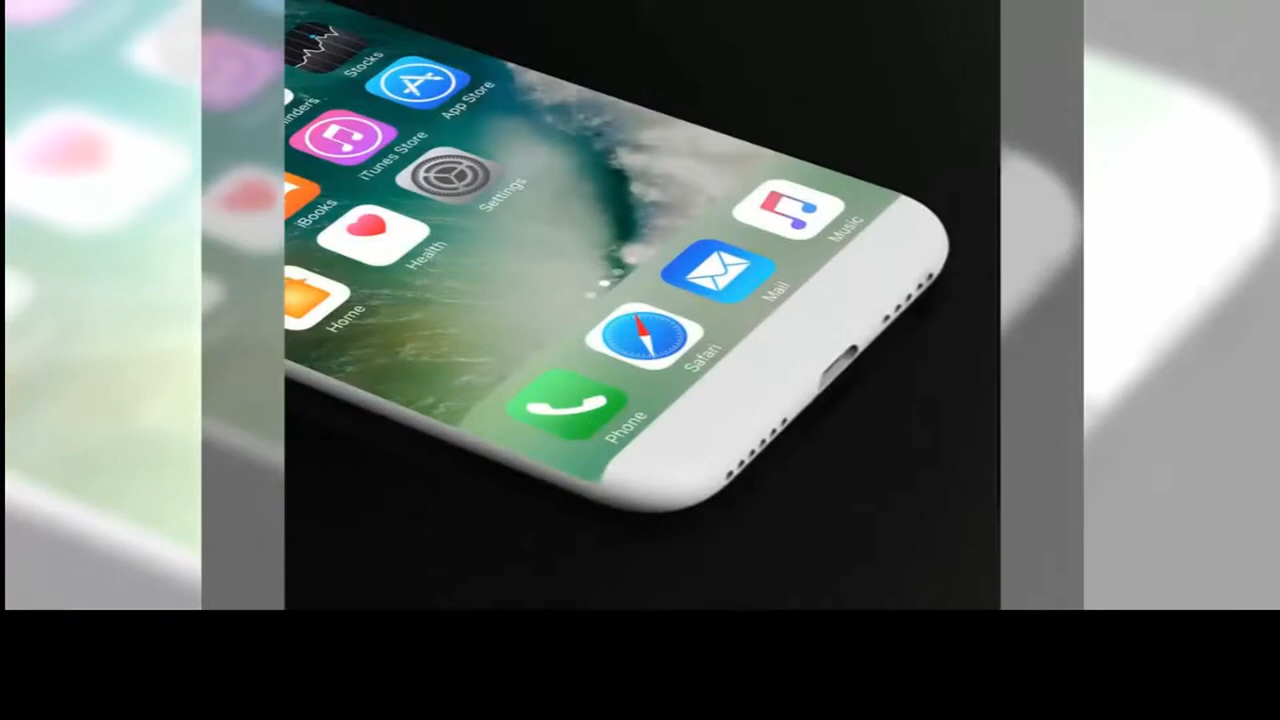 Stocks
App Store
iTunes Store
Settings
iBooks
Health
Home
Music
Mail
Safari
Phone